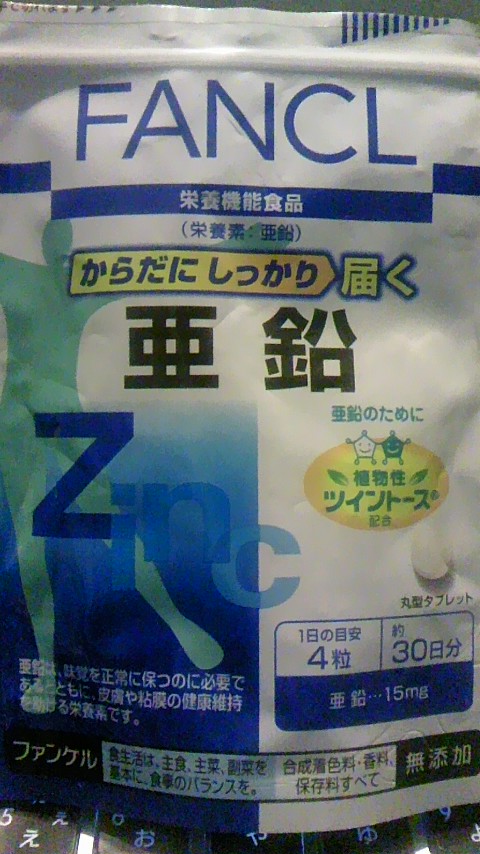 FANCL
栄養機能食品
（栄養素：亜鉛）
からだに しっかり 届く
亜鉛
Zinc
亜鉛のために
植物性
ツイントース®
配合
丸型タブレット
1日の目安
4粒
約
30日分
亜鉛…15mg
亜鉛は、味覚を正常に保つのに必要で
あるとともに、皮膚や粘膜の健康維持
を助ける栄養素です。
ファンケル
食生活は、主食、主菜、副菜を
基本に、食事のバランスを。
合成着色料・香料、
保存料すべて
無添加
え
お
や
ゆ